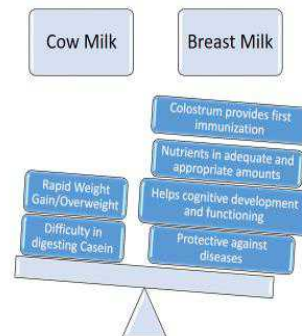 Cow Milk
Breast Milk
Colostrum provides first
immunization
Nutrients in adequate and
appropriate amounts
Helps cognitive development
and functioning
Protective against
diseases
Rapid Weight
Gain/Overweight
Difficulty in
digesting Casein